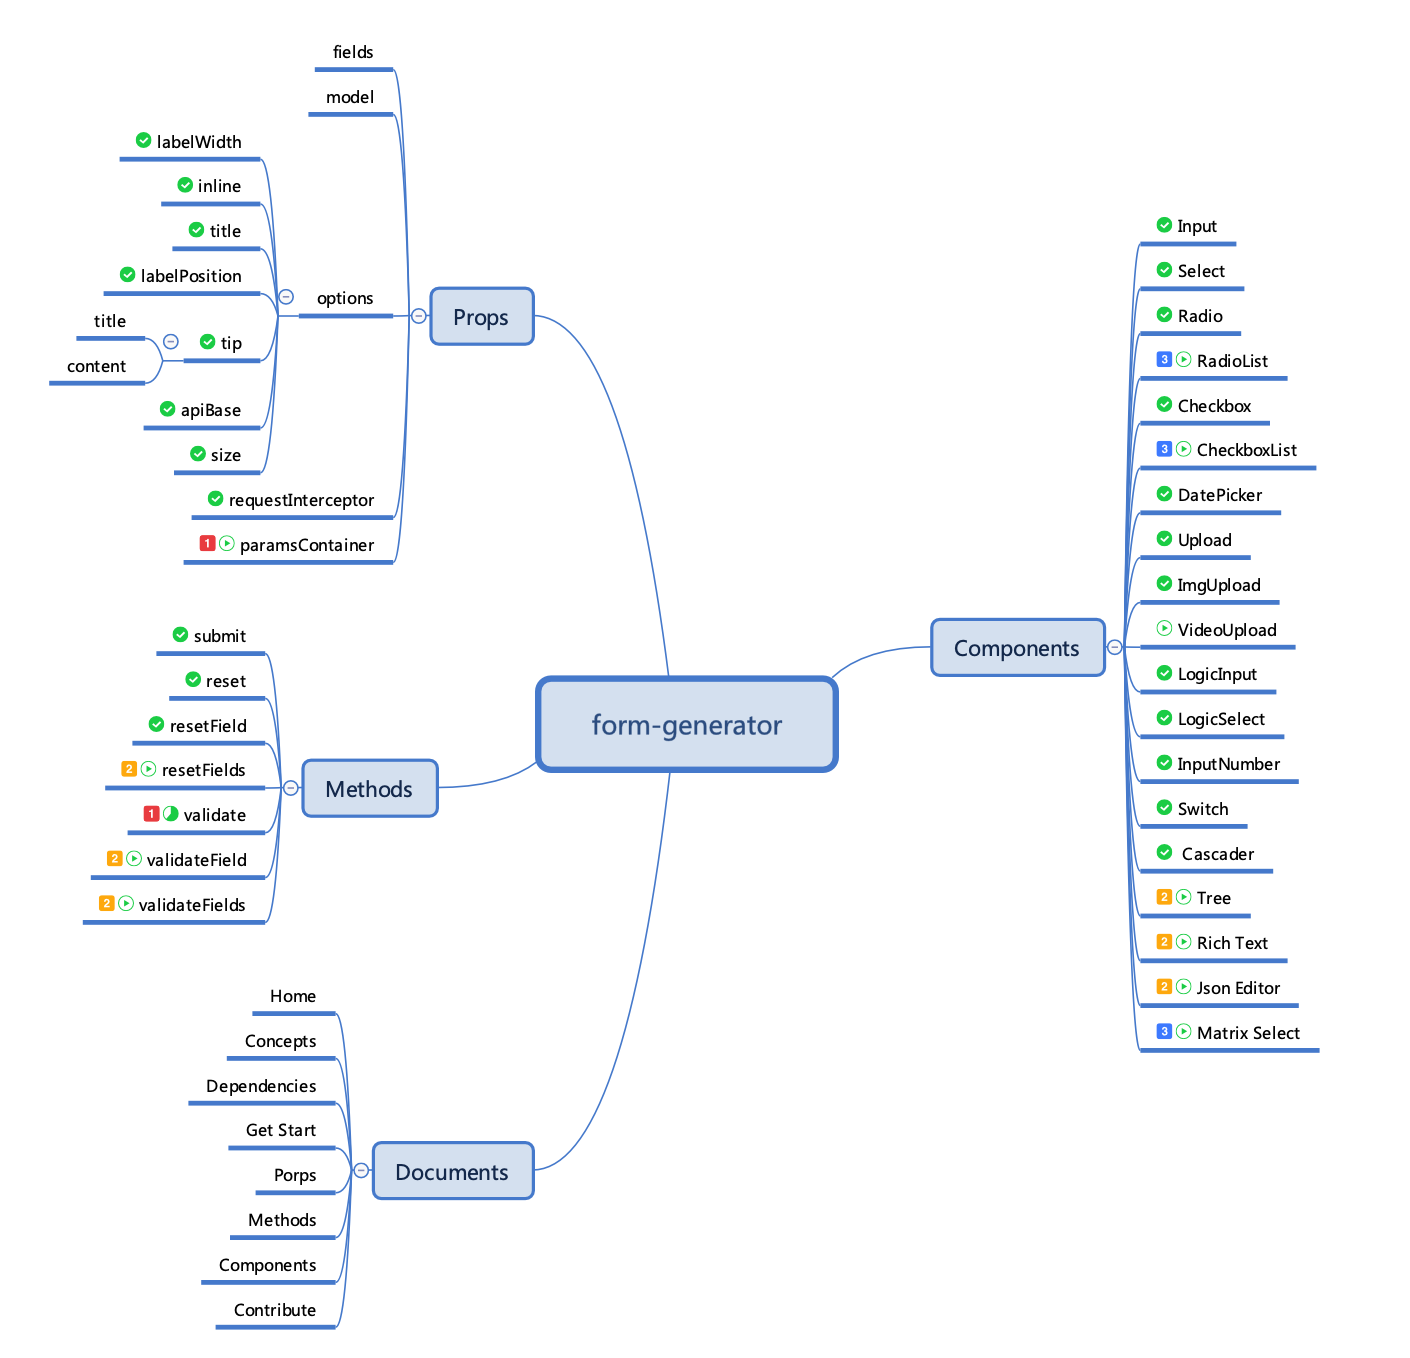 form-generator
Props
fields
model
options
labelWidth
inline
title
labelPosition
tip
title
content
apiBase
size
requestInterceptor
1 paramsContainer
Methods
submit
reset
resetField
2 resetFields
1 validate
2 validateField
2 validateFields
Documents
Home
Concepts
Dependencies
Get Start
Porps
Methods
Components
Contribute
Components
Input
Select
Radio
3 RadioList
Checkbox
3 CheckboxList
DatePicker
Upload
ImgUpload
VideoUpload
LogicInput
LogicSelect
InputNumber
Switch
Cascader
2 Tree
2 Rich Text
2 Json Editor
3 Matrix Select